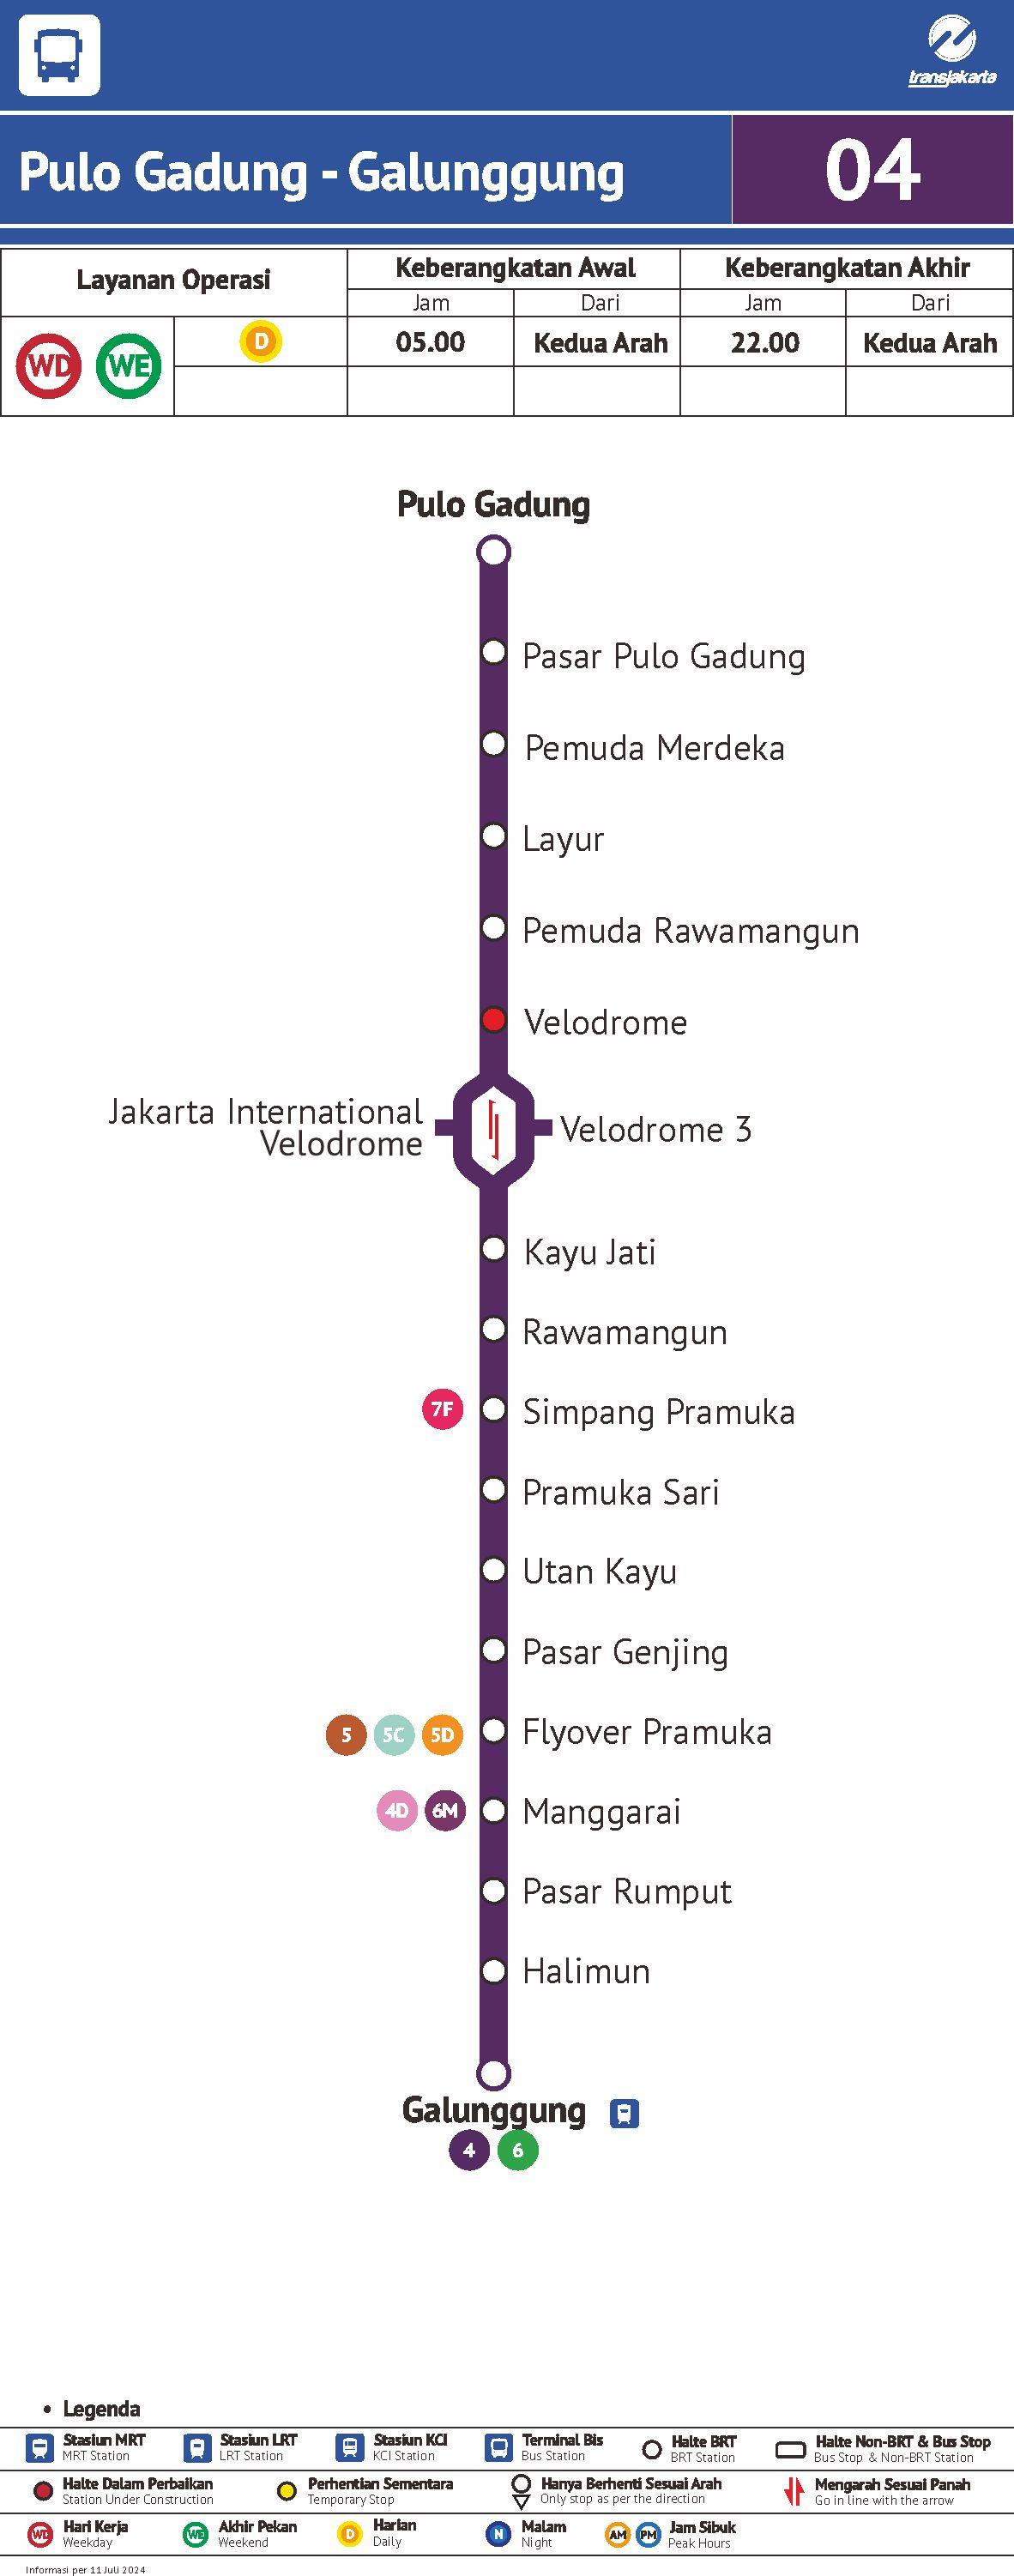 transjakarta
Pulo Gadung - Galunggung
04
Layanan Operasi
Keberangkatan Awal
Keberangkatan Akhir
Jam
Dari
Jam
Dari
WD
WE
D
05.00
Kedua Arah
22.00
Kedua Arah
Pulo Gadung
Pasar Pulo Gadung
Pemuda Merdeka
Layur
Pemuda Rawamangun
Velodrome
Jakarta International
Velodrome
Velodrome 3
Kayu Jati
Rawamangun
7F
Simpang Pramuka
Pramuka Sari
Utan Kayu
Pasar Genjing
5 5C 5D
Flyover Pramuka
4D 6M
Manggarai
Pasar Rumput
Halimun
Galunggung
4 6
• Legenda
Stasiun MRT
MRT Station
Stasiun LRT
LRT Station
Stasiun KCI
KCI Station
Terminal Bis
Bus Station
Halte BRT
BRT Station
Halte Non-BRT & Bus Stop
Bus Stop & Non-BRT Station
Halte Dalam Perbaikan
Station Under Construction
Perhentian Sementara
Temporary Stop
Hanya Berhenti Sesuai Arah
Only stop as per the direction
Mengarah Sesuai Panah
Go in line with the arrow
WD
Hari Kerja
Weekday
WE
Akhir Pekan
Weekend
D
Harian
Daily
N
Malam
Night
AM PM
Jam Sibuk
Peak Hours
Informasi per 11 Juli 2024